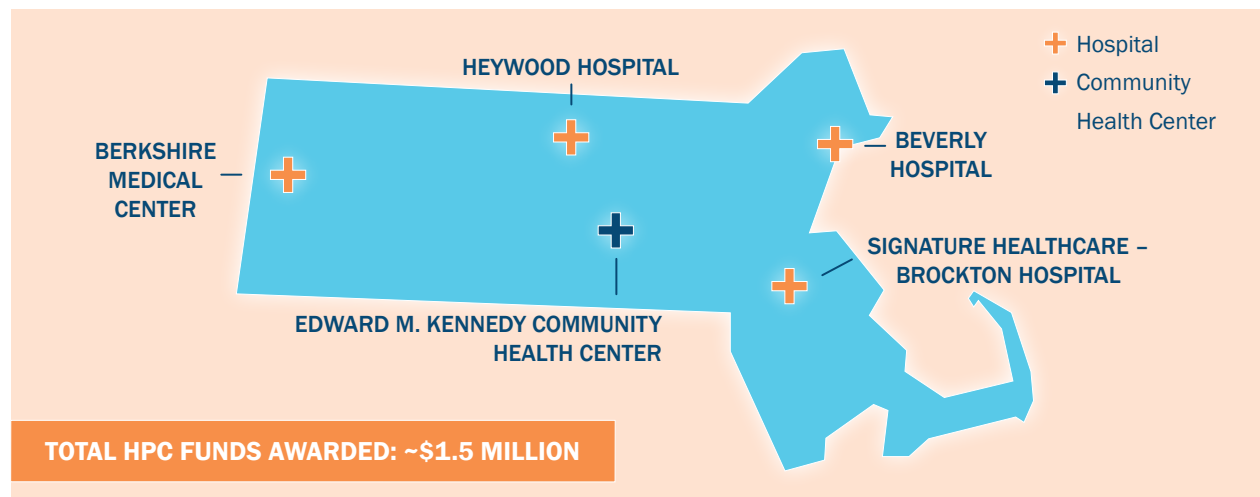 Hospital
Community
Health Center
HEYWOOD HOSPITAL
BERKSHIRE
MEDICAL
CENTER
BEVERLY
HOSPITAL
SIGNATURE HEALTHCARE –
BROCKTON HOSPITAL
EDWARD M. KENNEDY COMMUNITY
HEALTH CENTER
TOTAL HPC FUNDS AWARDED: ~$1.5 MILLION